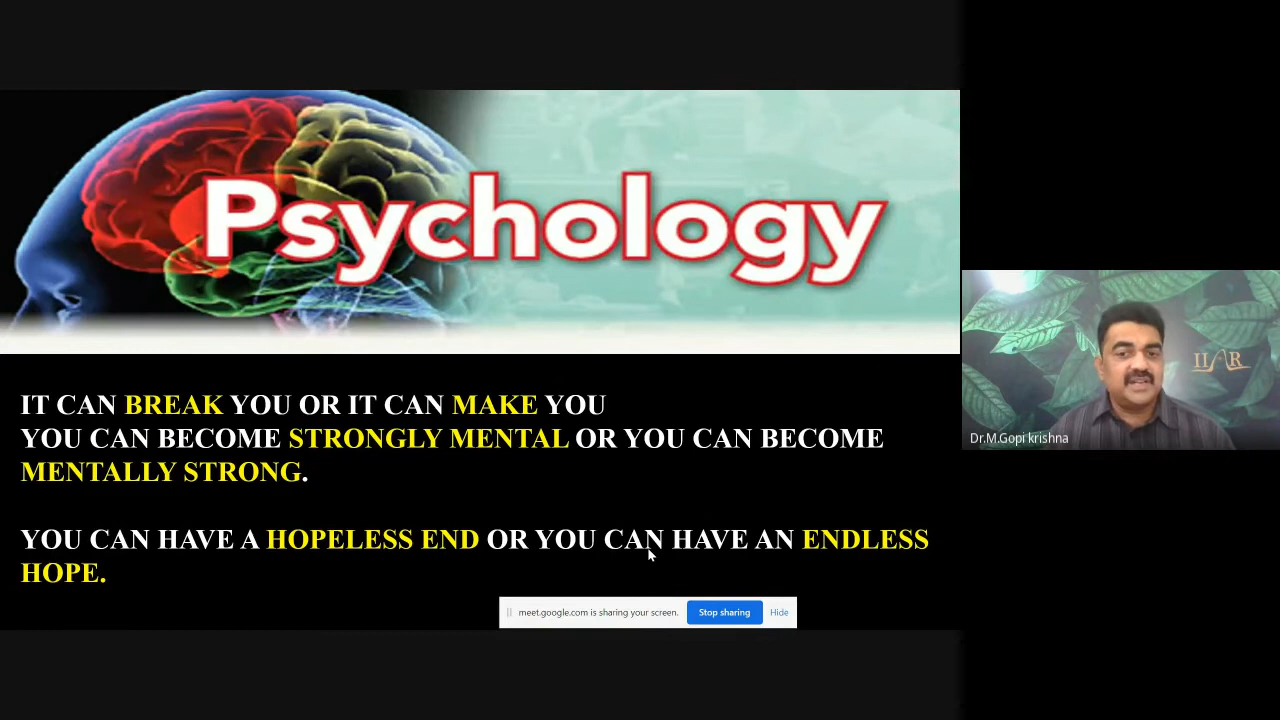 Psychology
IT CAN BREAK YOU OR IT CAN MAKE YOU
YOU CAN BECOME STRONGLY MENTAL OR YOU CAN BECOME
MENTALLY STRONG.
YOU CAN HAVE A HOPELESS END OR YOU CAN HAVE AN ENDLESS
HOPE.
meet.google.com is sharing your screen. Stop sharing Hide
IIAR
Dr.M.Gopi krishna